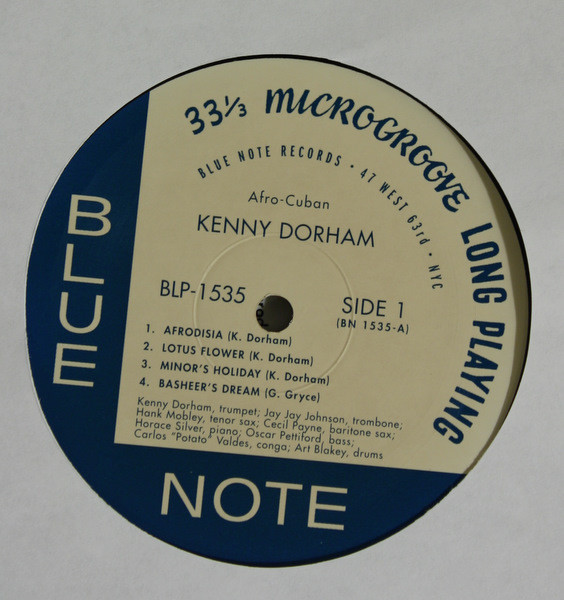 33⅓ MICROGROOVE LONG PLAYING
BLUE NOTE RECORDS · 47 WEST 63rd · NYC
Afro-Cuban
KENNY DORHAM
BLP-1535
SIDE 1
(BN 1535-A)
1. AFRODISIA (K. Dorham)
2. LOTUS FLOWER (K. Dorham)
3. MINOR'S HOLIDAY (K. Dorham)
4. BASHEER'S DREAM (G. Gryce)
Kenny Dorham, trumpet; Jay Jay Johnson, trombone;
Hank Mobley, tenor sax; Cecil Payne, baritone sax;
Horace Silver, piano; Oscar Pettiford, bass;
Carlos "Potato" Valdes, conga; Art Blakey, drums
BLUE
NOTE